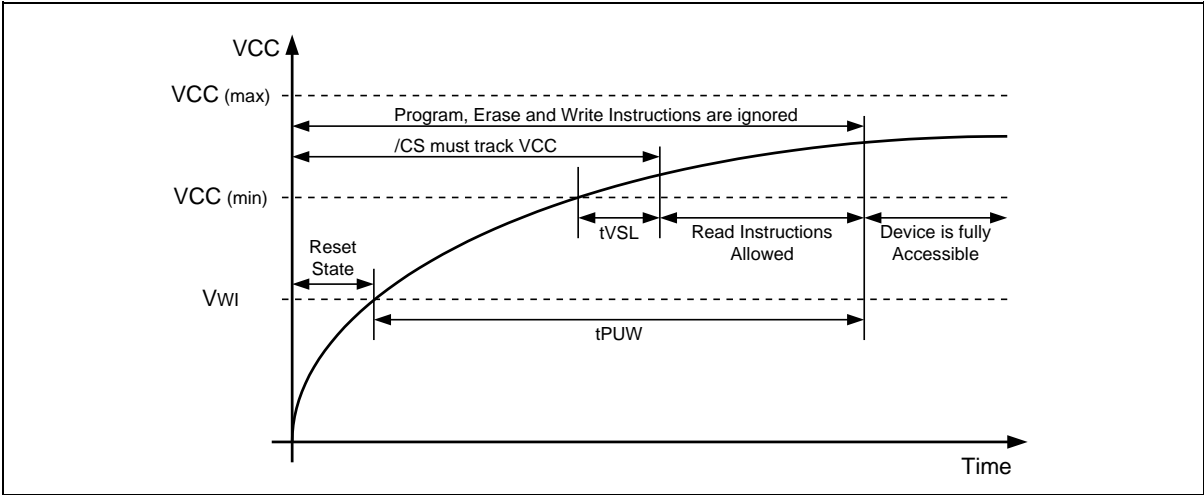 VCC
VCC (max)
Program, Erase and Write Instructions are ignored
/CS must track VCC
VCC (min)
tVSL
Read Instructions
Allowed
Device is fully
Accessible
Reset
State
VWI
tPUW
Time